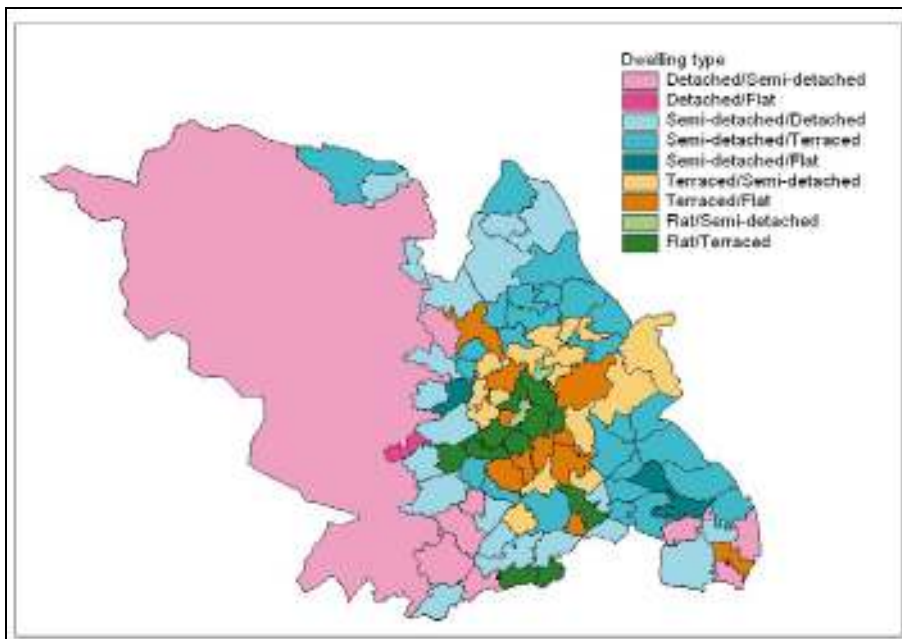 Dwelling type
Detached/Semi-detached
Detached/Flat
Semi-detached/Detached
Semi-detached/Terraced
Semi-detached/Flat
Terraced/Semi-detached
Terraced/Flat
Flat/Semi-detached
Flat/Terraced